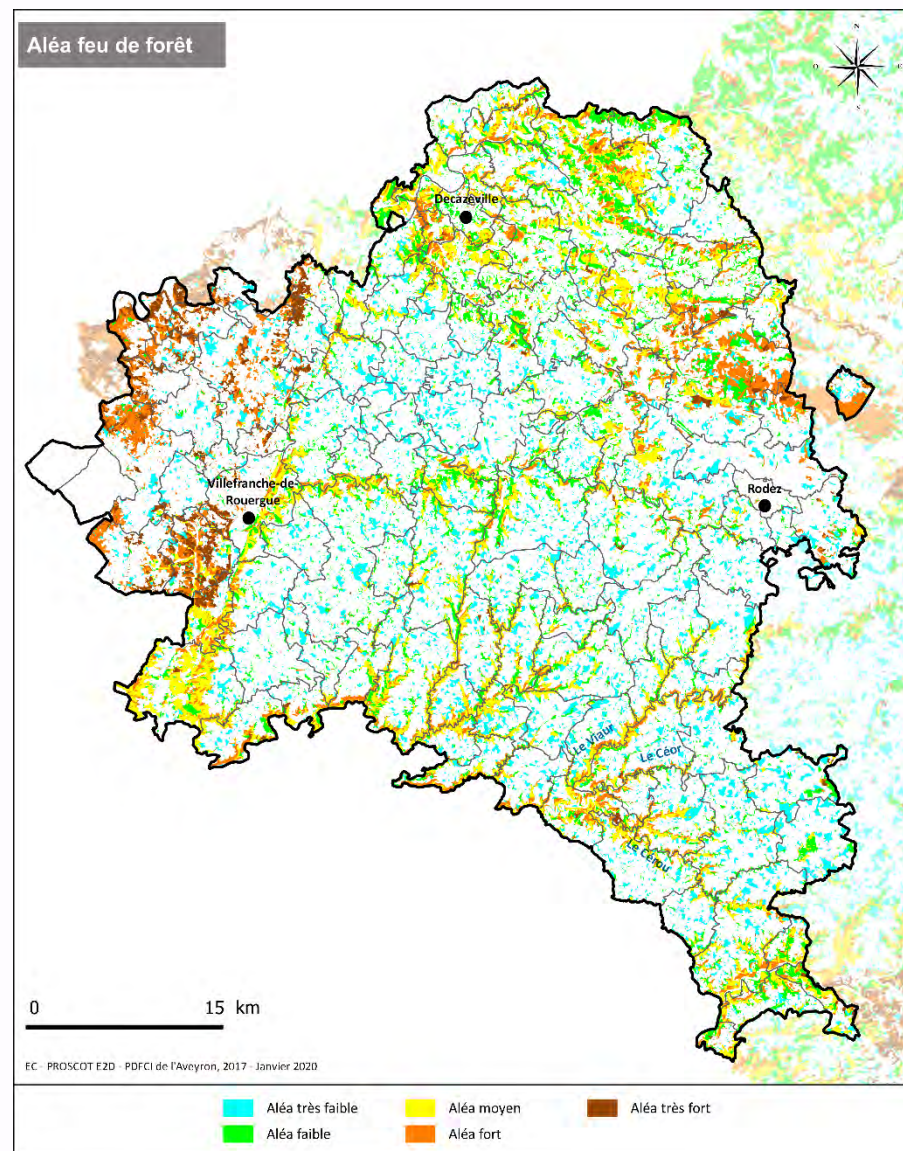 Aléa feu de forêt
N
O
E
S
Decazeville
Villefranche-de-
Rouergue
Rodez
Le Viaur
Le Céor
Le Cérou
0 15 km
EC - PROSCOT E2D - PDFCI de l'Aveyron, 2017 - Janvier 2020
Aléa très faible
Aléa moyen
Aléa très fort
Aléa faible
Aléa fort